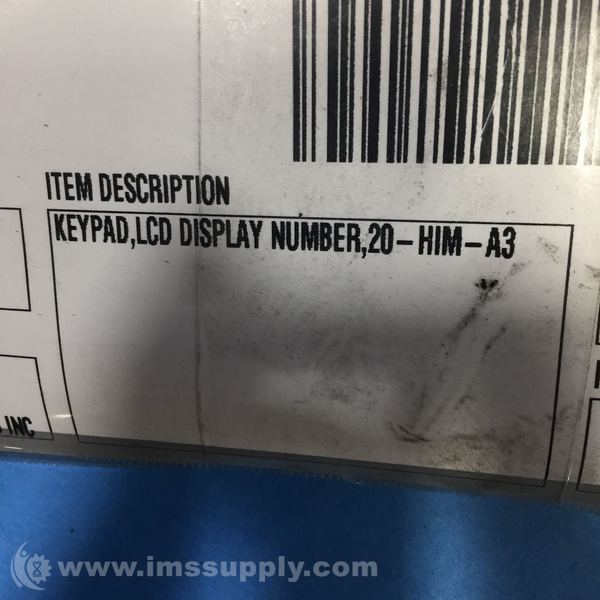 ITEM DESCRIPTION
KEYPAD,LCD DISPLAY NUMBER,20-HIM-A3
INC
www.imssupply.com